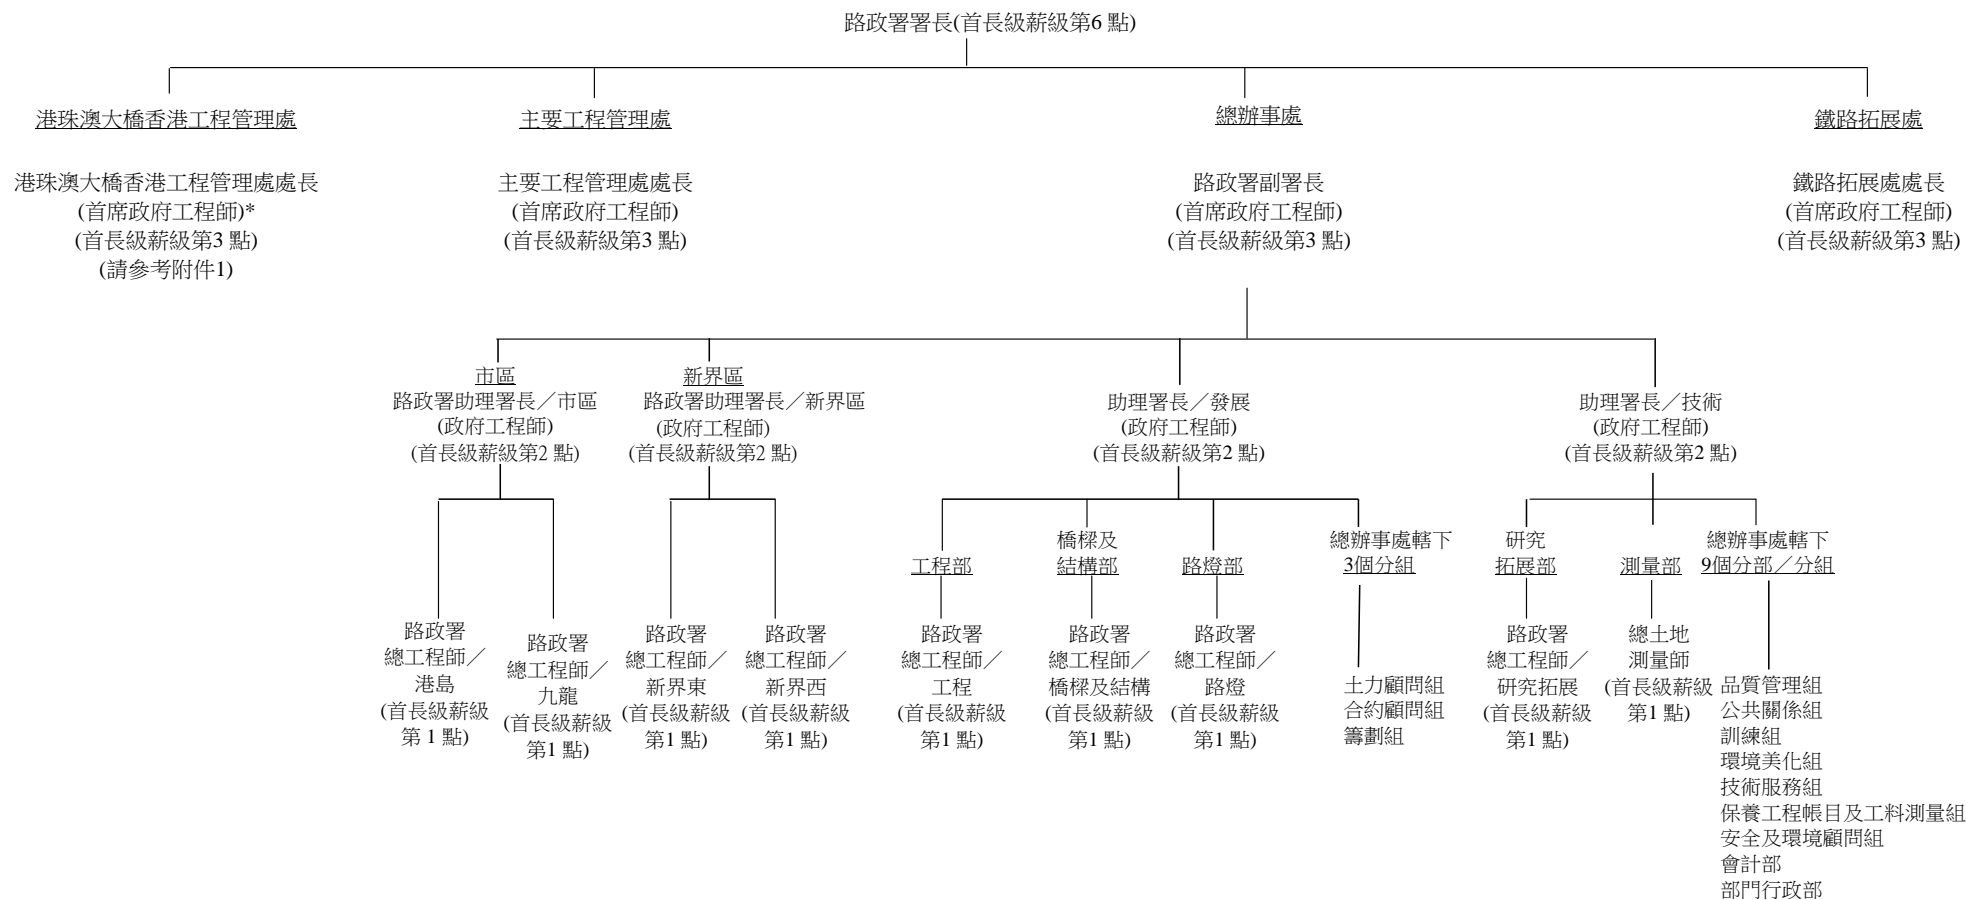 路政署署長(首長級薪級第6 點)
港珠澳大橋香港工程管理處
港珠澳大橋香港工程管理處處長
(首席政府工程師)*
(首長級薪級第3 點)
(請參考附件1)
主要工程管理處
主要工程管理處處長
(首席政府工程師)
(首長級薪級第3 點)
總辦事處
路政署副署長
(首席政府工程師)
(首長級薪級第3 點)
鐵路拓展處
鐵路拓展處處長
(首席政府工程師)
(首長級薪級第3 點)
市區
路政署助理署長／市區
(政府工程師)
(首長級薪級第2 點)
新界區
路政署助理署長／新界區
(政府工程師)
(首長級薪級第2 點)
助理署長／發展
(政府工程師)
(首長級薪級第2 點)
助理署長／技術
(政府工程師)
(首長級薪級第2 點)
路政署
總工程師／
港島
(首長級薪級
第 1 點)
路政署
總工程師／
九龍
(首長級薪級
第1 點)
路政署
總工程師／
新界東
(首長級薪級
第1 點)
路政署
總工程師／
新界西
(首長級薪級
第1 點)
工程部
路政署
總工程師／
工程
(首長級薪級
第1 點)
橋樑及
結構部
路政署
總工程師／
橋樑及結構
(首長級薪級
第1 點)
路燈部
路政署
總工程師／
路燈
(首長級薪級
第1 點)
總辦事處轄下
3個分組
土力顧問組
合約顧問組
籌劃組
研究
拓展部
路政署
總工程師／
研究拓展
(首長級薪級
第1 點)
測量部
總土地
測量師
(首長級薪級
第1 點)
總辦事處轄下
9個分部／分組
品質管理組
公共關係組
訓練組
環境美化組
技術服務組
保養工程帳目及工料測量組
安全及環境顧問組
會計部
部門行政部